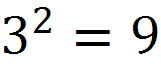 3² = 9